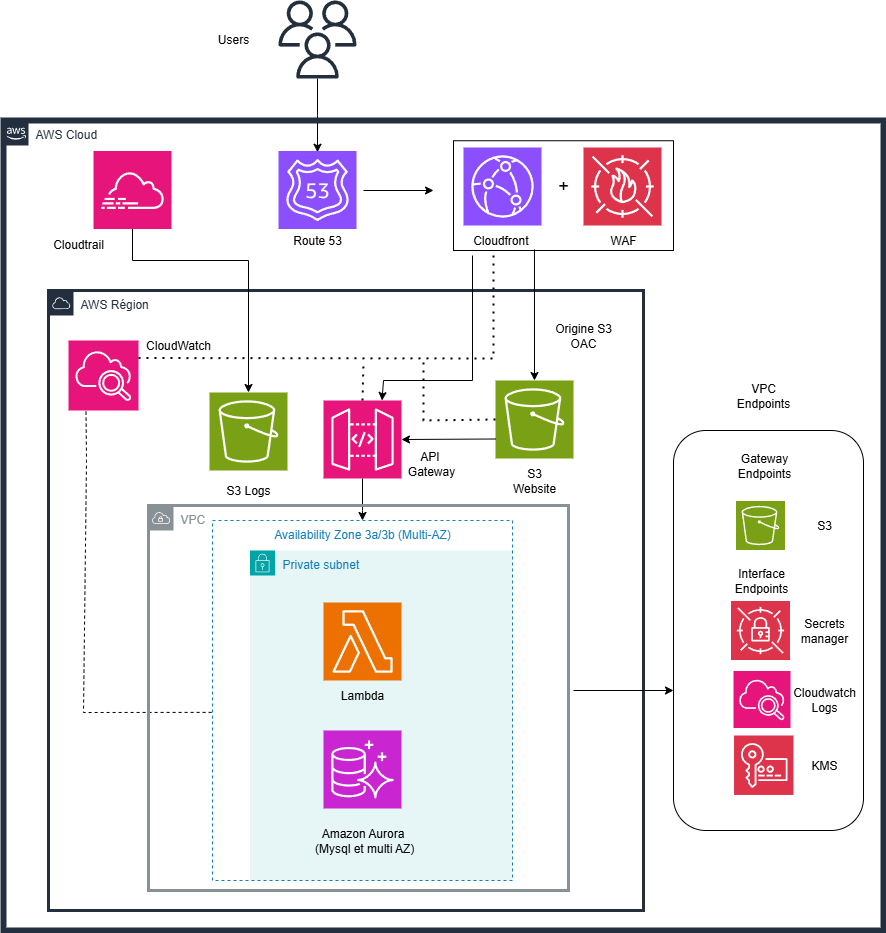 Users
aws
AWS Cloud
53
+
Cloudtrail
Route 53
Cloudfront
WAF
AWS Région
CloudWatch
Origine S3
OAC
</>
S3 Logs
API
Gateway
S3
Website
VPC
Availability Zone 3a/3b (Multi-AZ)
Private subnet
Lambda
Amazon Aurora
(Mysql et multi AZ)
VPC
Endpoints
Gateway
Endpoints
S3
Interface
Endpoints
Secrets
manager
Cloudwatch
Logs
KMS